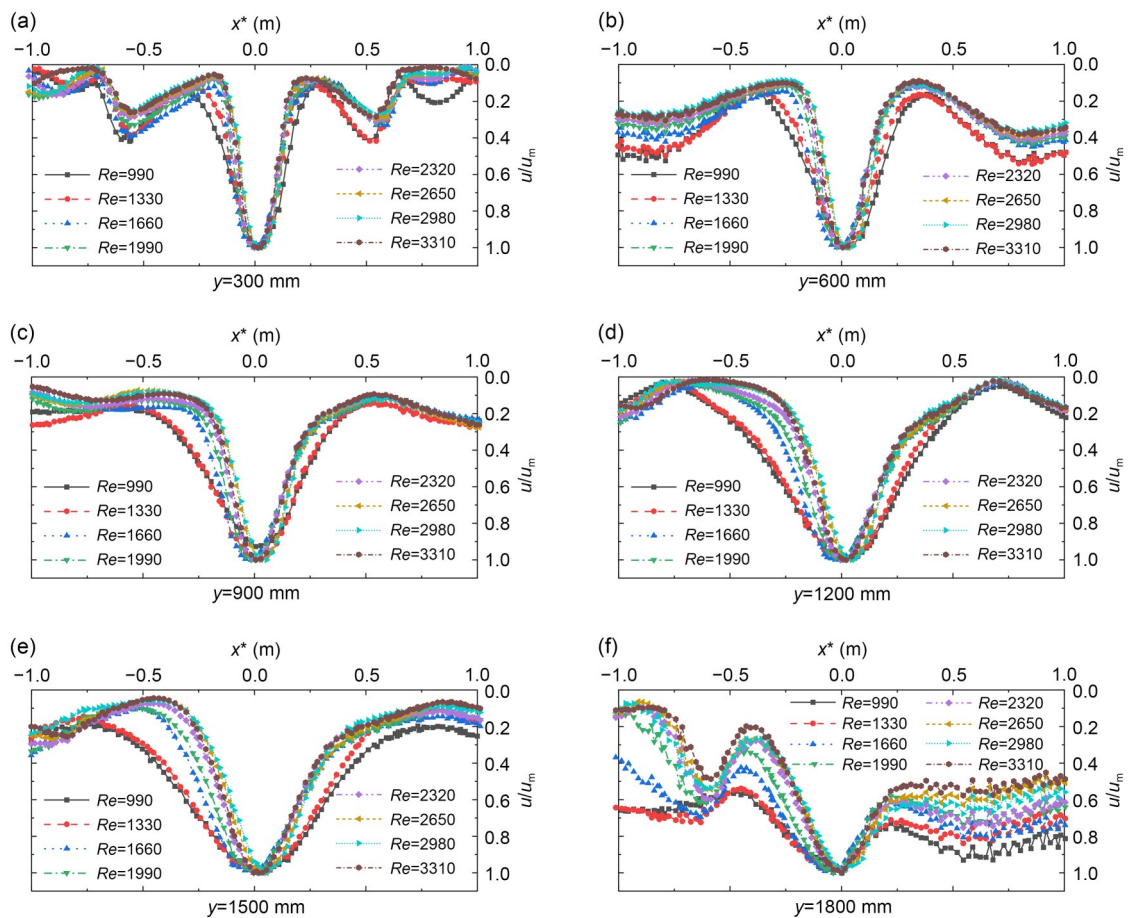 (a)
x* (m)
−1.0 −0.5 0.0 0.5 1.0
0.0
0.2
0.4
0.6
0.8
1.0
u/um
Re=990
Re=1330
Re=1660
Re=1990
Re=2320
Re=2650
Re=2980
Re=3310
y=300 mm
(b)
x* (m)
−1.0 −0.5 0.0 0.5 1.0
0.0
0.2
0.4
0.6
0.8
1.0
u/um
Re=990
Re=1330
Re=1660
Re=1990
Re=2320
Re=2650
Re=2980
Re=3310
y=600 mm
(c)
x* (m)
−1.0 −0.5 0.0 0.5 1.0
0.0
0.2
0.4
0.6
0.8
1.0
u/um
Re=990
Re=1330
Re=1660
Re=1990
Re=2320
Re=2650
Re=2980
Re=3310
y=900 mm
(d)
x* (m)
−1.0 −0.5 0.0 0.5 1.0
0.0
0.2
0.4
0.6
0.8
1.0
u/um
Re=990
Re=1330
Re=1660
Re=1990
Re=2320
Re=2650
Re=2980
Re=3310
y=1200 mm
(e)
x* (m)
−1.0 −0.5 0.0 0.5 1.0
0.0
0.2
0.4
0.6
0.8
1.0
u/um
Re=990
Re=1330
Re=1660
Re=1990
Re=2320
Re=2650
Re=2980
Re=3310
y=1500 mm
(f)
x* (m)
−1.0 −0.5 0.0 0.5 1.0
0.0
0.2
0.4
0.6
0.8
1.0
u/um
Re=990
Re=1330
Re=1660
Re=1990
Re=2320
Re=2650
Re=2980
Re=3310
y=1800 mm